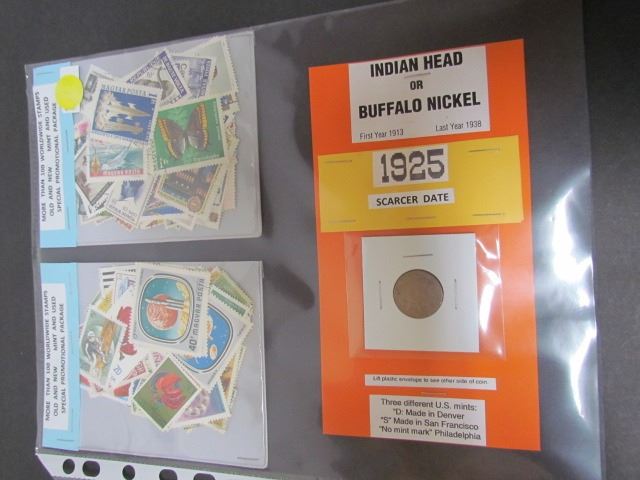 MORE THAN 100 WORLDWISE STAMPS
OLD AND NEW MINT AND USED
SPECIAL PROMOTIONAL PACKAGE
MAGYAR POSTA
MORE THAN 100 WORLDWISE STAMPS
OLD AND NEW MINT AND USED
SPECIAL PROMOTIONAL PACKAGE
40f MAGYAR POSTA
INDIAN HEAD
OR
BUFFALO NICKEL
First Year 1913 Last Year 1938
1925
SCARCER DATE
Lift plastic envelope to see other side of coin.
Three different U.S. mints;
"D: Made in Denver
"S" Made in San Francisco
"No mint mark" Philadelphia